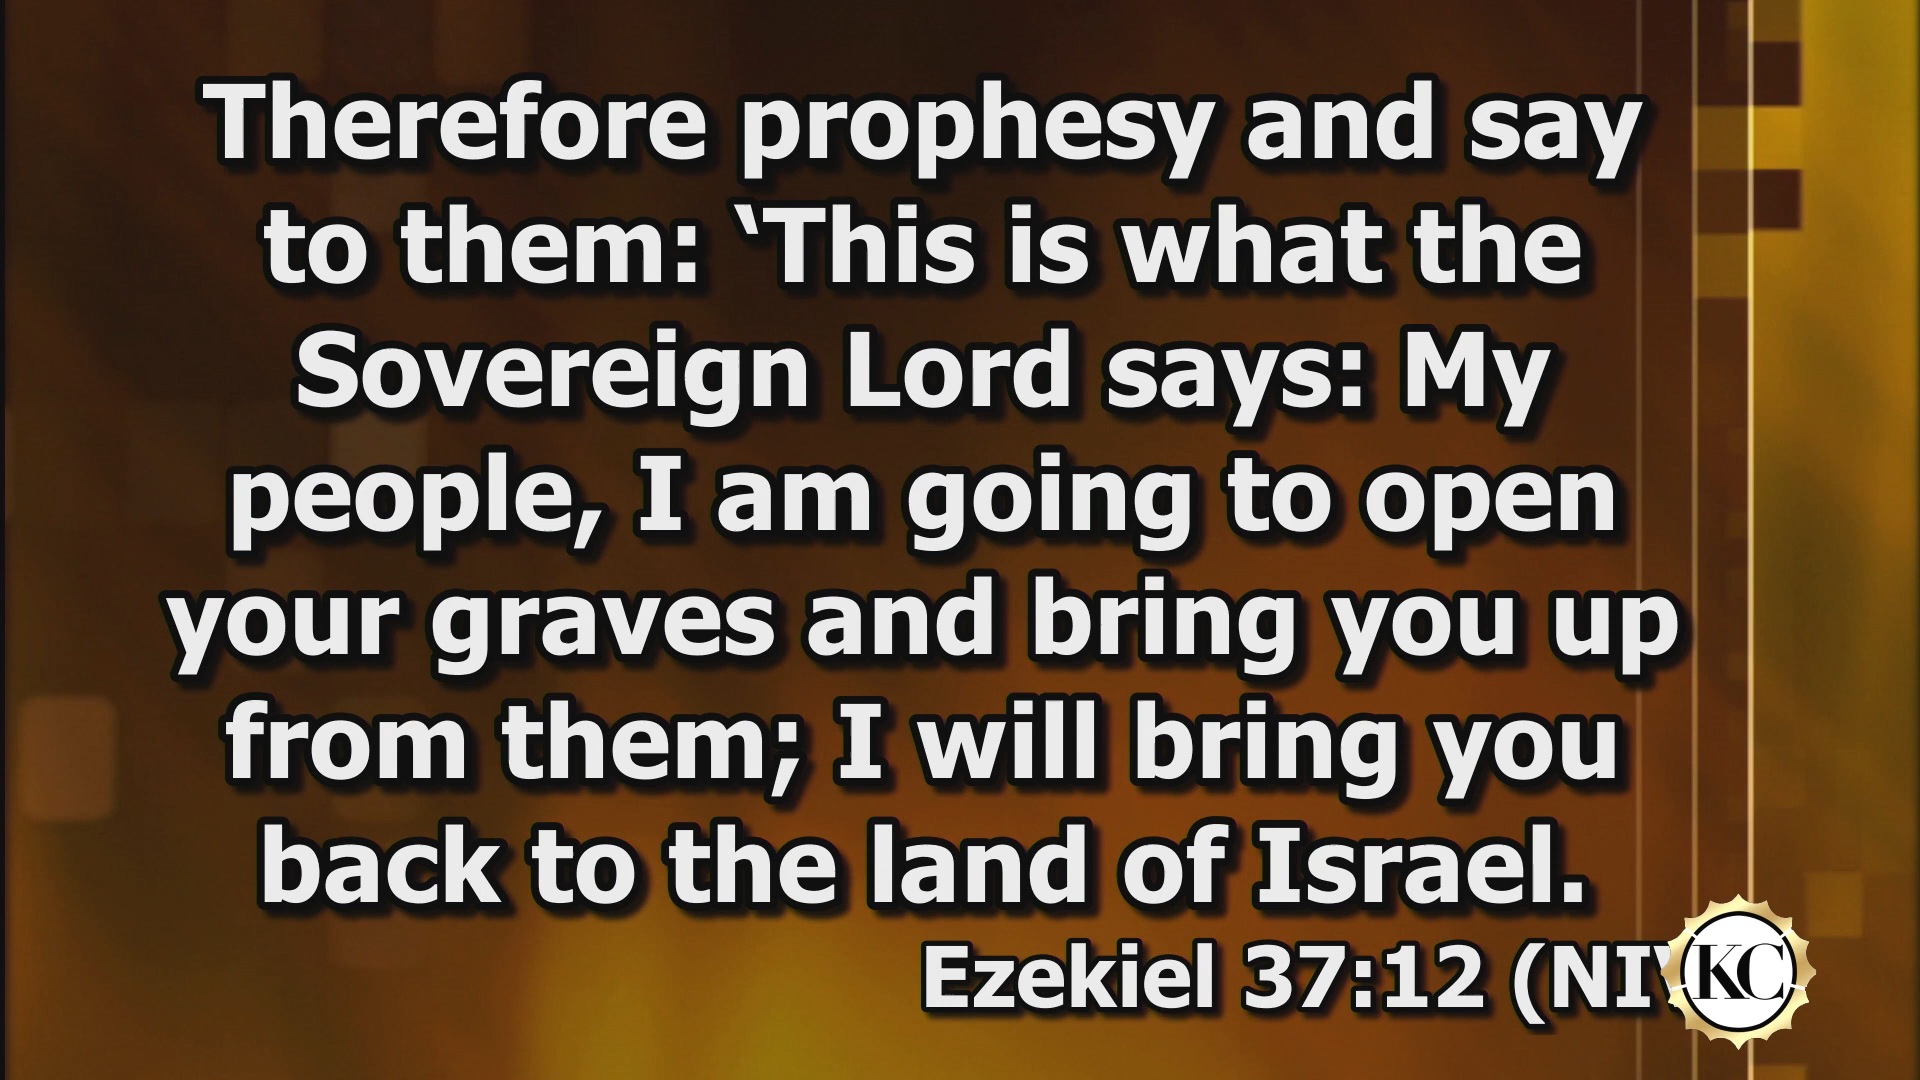 Therefore prophesy and say
to them: ‘This is what the
Sovereign Lord says: My
people, I am going to open
your graves and bring you up
from them; I will bring you
back to the land of Israel.
Ezekiel 37:12
KC